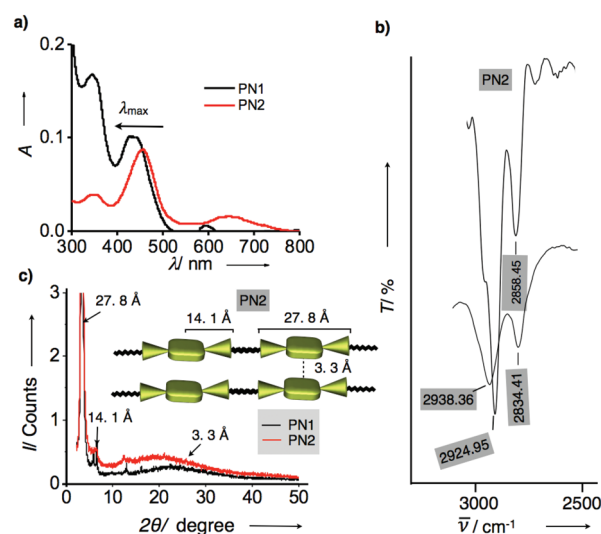 a)
0.2
0.1
0.0
A
PN1
PN2
λmax
300 400 500 600 700 800
λ/ nm
b)
PN2
T/ %
2858.45
2834.41
2938.36
2924.95
3000 2500
ν̅ / cm-1
c)
PN2
27. 8 Å
14. 1 Å
27. 8 Å
3. 3 Å
14. 1 Å
3. 3 Å
PN1
PN2
3
2
1
0
I/ Counts
0 10 20 30 40 50
2θ/ degree